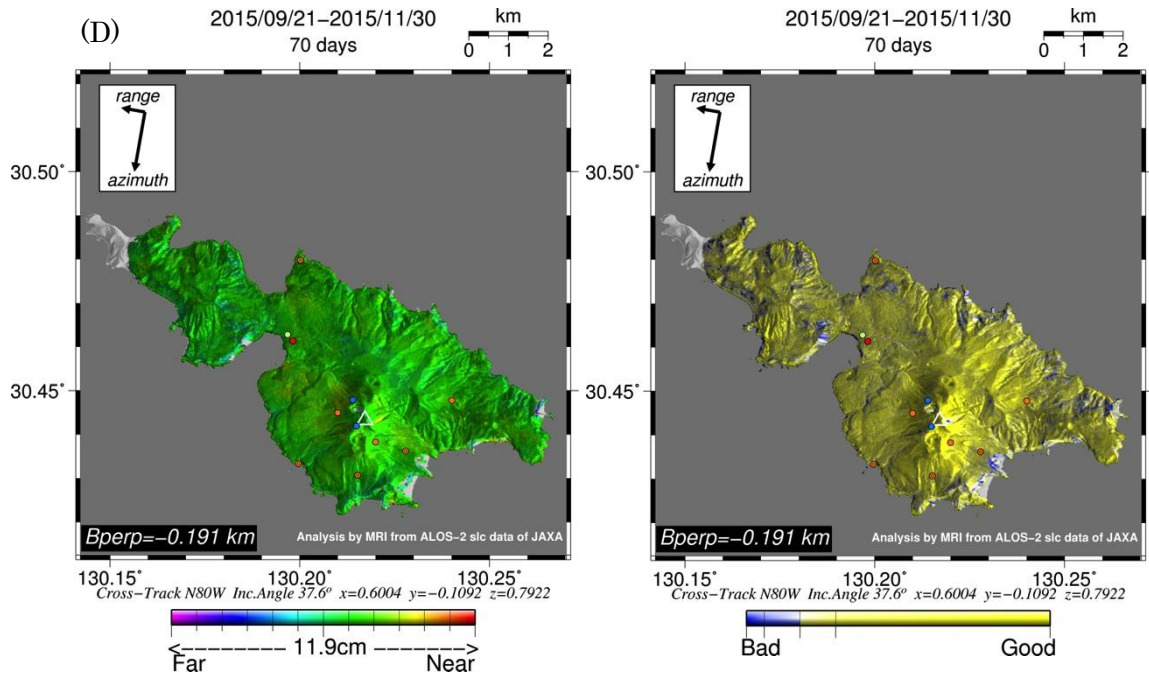 (D)
2015/09/21−2015/11/30
70 days
km
0 1 2
range
azimuth
30.50˚
30.45˚
Bperp=−0.191 km
Analysis by MRI from ALOS−2 slc data of JAXA
130.15˚ 130.20˚ 130.25˚
Cross−Track N80W Inc.Angle 37.6º x=0.6004 y=−0.1092 z=0.7922
<−−−−−−−− 11.9cm −−−−−−−−>
Far Near
2015/09/21−2015/11/30
70 days
km
0 1 2
range
azimuth
30.50˚
30.45˚
Bperp=−0.191 km
Analysis by MRI from ALOS−2 slc data of JAXA
130.15˚ 130.20˚ 130.25˚
Cross−Track N80W Inc.Angle 37.6º x=0.6004 y=−0.1092 z=0.7922
Bad Good